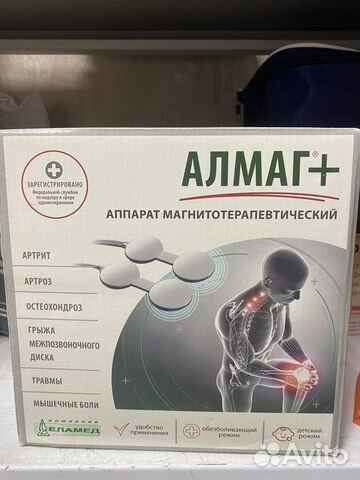 АЛМАГ®+
АППАРАТ МАГНИТОТЕРАПЕВТИЧЕСКИЙ
ЗАРЕГИСТРИРОВАНО
Федеральной службой
по надзору в сфере
здравоохранения
АРТРИТ
АРТРОЗ
ОСТЕОХОНДРОЗ
ГРЫЖА
МЕЖПОЗВОНОЧНОГО
ДИСКА
ТРАВМЫ
МЫШЕЧНЫЕ БОЛИ
КОМПАНИЯ
ЕЛАМЕД
удобство
применения
обезболивающий
режим
детский
режим
Avito